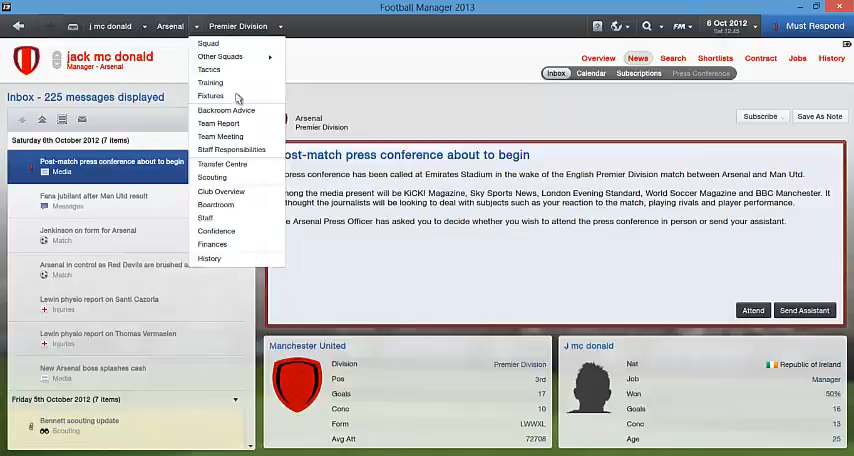 Football Manager 2013
j mc donald
Arsenal
Premier Division
FM
6 Oct 2012
Sat 12:45
Must Respond
jack mc donald
Manager - Arsenal
Overview
News
Search
Shortlists
Contract
Jobs
History
Inbox
Calendar
Subscriptions
Press Conference
Squad
Other Squads
Tactics
Training
Fixtures
Backroom Advice
Team Report
Team Meeting
Staff Responsibilities
Transfer Centre
Scouting
Club Overview
Boardroom
Staff
Confidence
Finances
History
Inbox - 225 messages displayed
Saturday 6th October 2012 (7 items)
Post-match press conference about to begin
Media
Fans jubilant after Man Utd result
Messages
Jenkinson on form for Arsenal
Match
Arsenal in control as Red Devils are brushed a
Match
Lewin physio report on Santi Cazorla
Injuries
Lewin physio report on Thomas Vermaelen
Injuries
New Arsenal boss splashes cash
Media
Friday 5th October 2012 (7 items)
Bennett scouting update
Scouting
Arsenal
Premier Division
Subscribe
Save As Note
ost-match press conference about to begin
press conference has been called at Emirates Stadium in the wake of the English Premier Division match between Arsenal and Man Utd.
mong the media present will be KiCK! Magazine, Sky Sports News, London Evening Standard, World Soccer Magazine and BBC Manchester. It
thought the journalists will be looking to deal with subjects such as your reaction to the match, playing rivals and player performance.
e Arsenal Press Officer has asked you to decide whether you wish to attend the press conference in person or send your assistant.
Attend
Send Assistant
Manchester United
Division Premier Division
Pos 3rd
Goals 17
Conc 10
Form LWWXL
Avg Att 72708
J mc donald
Nat Republic of Ireland
Job Manager
Won 50%
Goals 16
Conc 13
Age 25